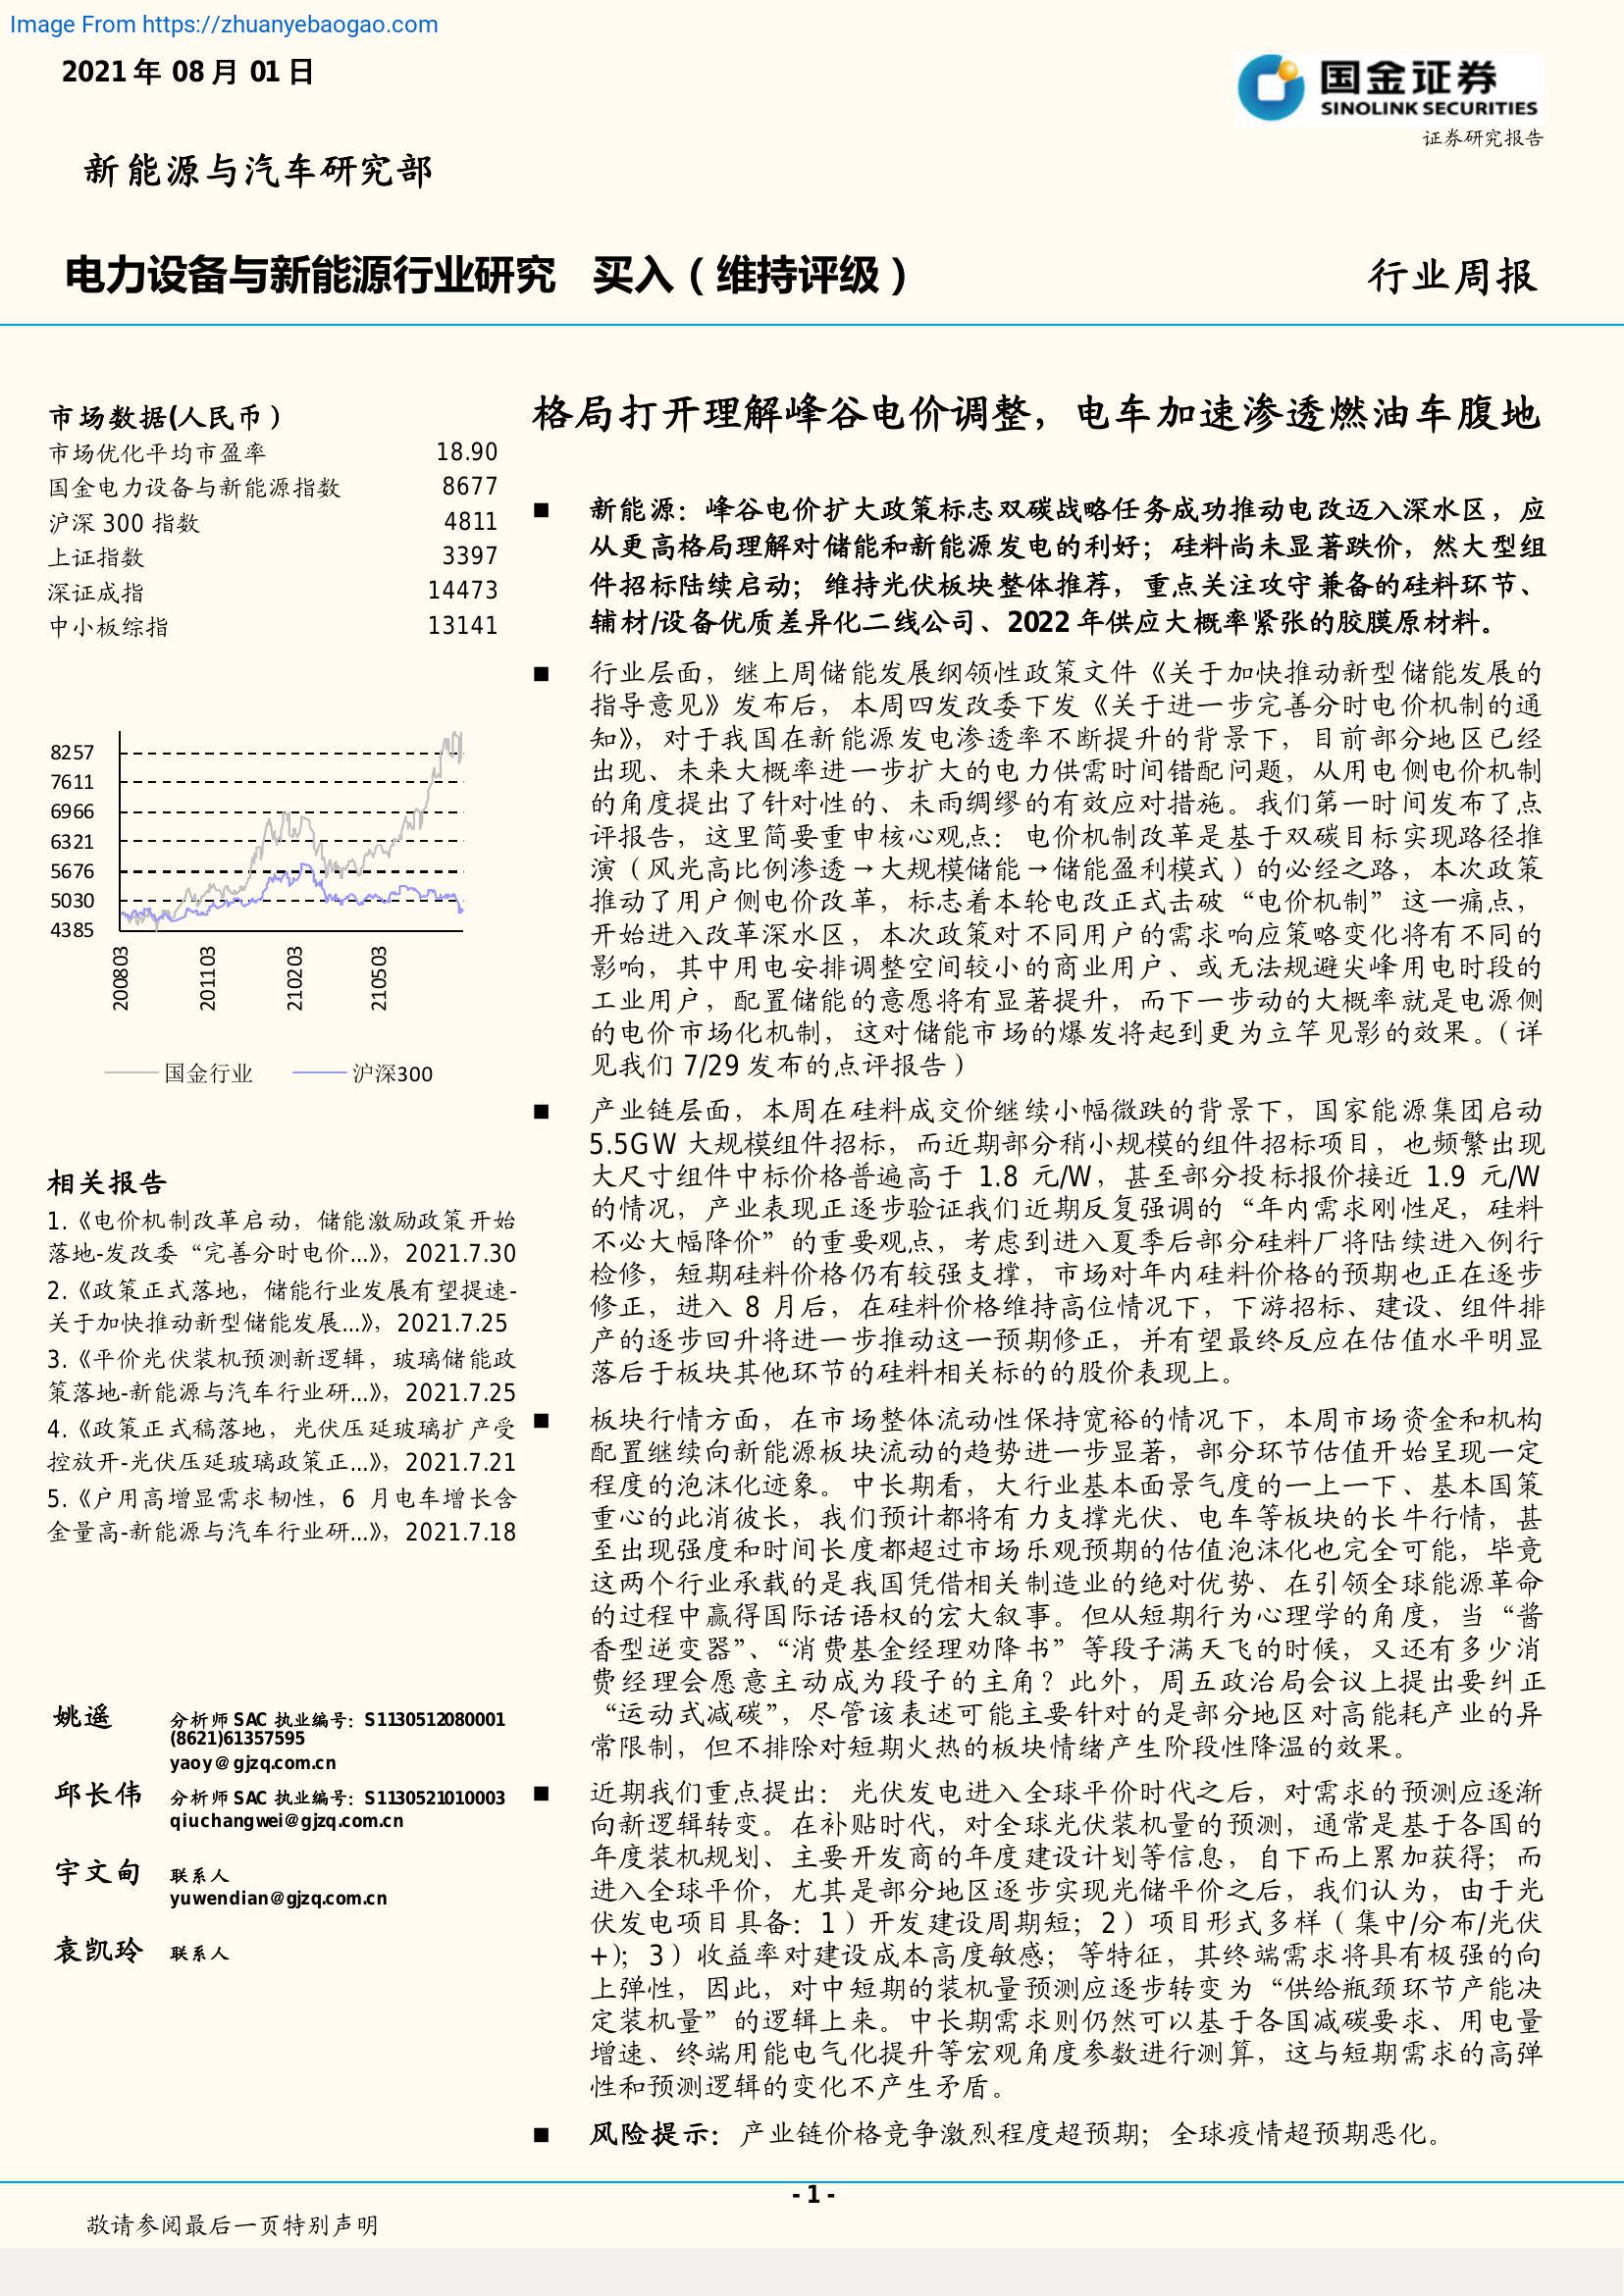 Image From https://zhuanyebaogao.com
2021 年 08 月 01 日
国金证券
SINOLINK SECURITIES
证券研究报告
新能源与汽车研究部
电力设备与新能源行业研究 买入（维持评级）
行业周报
市场数据(人民币）
市场优化平均市盈率 18.90
国金电力设备与新能源指数 8677
沪深 300 指数 4811
上证指数 3397
深证成指 14473
中小板综指 13141
8257
7611
6966
6321
5676
5030
4385
200803
201103
210203
210503
国金行业 沪深300
相关报告
1.《电价机制改革启动，储能激励政策开始
落地-发改委“完善分时电价...》，2021.7.30
2.《政策正式落地，储能行业发展有望提速-
关于加快推动新型储能发展...》，2021.7.25
3.《平价光伏装机预测新逻辑，玻璃储能政
策落地-新能源与汽车行业研...》，2021.7.25
4.《政策正式稿落地，光伏压延玻璃扩产受
控放开-光伏压延玻璃政策正...》，2021.7.21
5.《户用高增显需求韧性，6 月电车增长含
金量高-新能源与汽车行业研...》，2021.7.18
姚遥 分析师 SAC 执业编号：S1130512080001
(8621)61357595
yaoy＠gjzq.com.cn
邱长伟 分析师 SAC 执业编号：S1130521010003
qiuchangwei@gjzq.com.cn
宇文甸 联系人
yuwendian@gjzq.com.cn
袁凯玲 联系人
格局打开理解峰谷电价调整，电车加速渗透燃油车腹地
■ 新能源：峰谷电价扩大政策标志双碳战略任务成功推动电改迈入深水区，应
从更高格局理解对储能和新能源发电的利好；硅料尚未显著跌价，然大型组
件招标陆续启动；维持光伏板块整体推荐，重点关注攻守兼备的硅料环节、
辅材/设备优质差异化二线公司、2022 年供应大概率紧张的胶膜原材料。
■ 行业层面，继上周储能发展纲领性政策文件《关于加快推动新型储能发展的
指导意见》发布后，本周四发改委下发《关于进一步完善分时电价机制的通
知》，对于我国在新能源发电渗透率不断提升的背景下，目前部分地区已经
出现、未来大概率进一步扩大的电力供需时间错配问题，从用电侧电价机制
的角度提出了针对性的、未雨绸缪的有效应对措施。我们第一时间发布了点
评报告，这里简要重申核心观点：电价机制改革是基于双碳目标实现路径推
演（风光高比例渗透→大规模储能→储能盈利模式）的必经之路，本次政策
推动了用户侧电价改革，标志着本轮电改正式击破“电价机制”这一痛点，
开始进入改革深水区，本次政策对不同用户的需求响应策略变化将有不同的
影响，其中用电安排调整空间较小的商业用户、或无法规避尖峰用电时段的
工业用户，配置储能的意愿将有显著提升，而下一步动的大概率就是电源侧
的电价市场化机制，这对储能市场的爆发将起到更为立竿见影的效果。（详
见我们 7/29 发布的点评报告）
■ 产业链层面，本周在硅料成交价继续小幅微跌的背景下，国家能源集团启动
5.5GW 大规模组件招标，而近期部分稍小规模的组件招标项目，也频繁出现
大尺寸组件中标价格普遍高于 1.8 元/W，甚至部分投标报价接近 1.9 元/W
的情况，产业表现正逐步验证我们近期反复强调的“年内需求刚性足，硅料
不必大幅降价”的重要观点，考虑到进入夏季后部分硅料厂将陆续进入例行
检修，短期硅料价格仍有较强支撑，市场对年内硅料价格的预期也正在逐步
修正，进入 8 月后，在硅料价格维持高位情况下，下游招标、建设、组件排
产的逐步回升将进一步推动这一预期修正，并有望最终反应在估值水平明显
落后于板块其他环节的硅料相关标的的股价表现上。
■ 板块行情方面，在市场整体流动性保持宽裕的情况下，本周市场资金和机构
配置继续向新能源板块流动的趋势进一步显著，部分环节估值开始呈现一定
程度的泡沫化迹象。中长期看，大行业基本面景气度的一上一下、基本国策
重心的此消彼长，我们预计都将有力支撑光伏、电车等板块的长牛行情，甚
至出现强度和时间长度都超过市场乐观预期的估值泡沫化也完全可能，毕竟
这两个行业承载的是我国凭借相关制造业的绝对优势、在引领全球能源革命
的过程中赢得国际话语权的宏大叙事。但从短期行为心理学的角度，当“酱
香型逆变器”、“消费基金经理劝降书”等段子满天飞的时候，又还有多少消
费经理会愿意主动成为段子的主角？此外，周五政治局会议上提出要纠正
“运动式减碳”，尽管该表述可能主要针对的是部分地区对高能耗产业的异
常限制，但不排除对短期火热的板块情绪产生阶段性降温的效果。
■ 近期我们重点提出：光伏发电进入全球平价时代之后，对需求的预测应逐渐
向新逻辑转变。在补贴时代，对全球光伏装机量的预测，通常是基于各国的
年度装机规划、主要开发商的年度建设计划等信息，自下而上累加获得；而
进入全球平价，尤其是部分地区逐步实现光储平价之后，我们认为，由于光
伏发电项目具备：1）开发建设周期短；2）项目形式多样（集中/分布/光伏
+)；3）收益率对建设成本高度敏感；等特征，其终端需求将具有极强的向
上弹性，因此，对中短期的装机量预测应逐步转变为“供给瓶颈环节产能决
定装机量”的逻辑上来。中长期需求则仍然可以基于各国减碳要求、用电量
增速、终端用能电气化提升等宏观角度参数进行测算，这与短期需求的高弹
性和预测逻辑的变化不产生矛盾。
■ 风险提示：产业链价格竞争激烈程度超预期；全球疫情超预期恶化。
- 1 -
敬请参阅最后一页特别声明